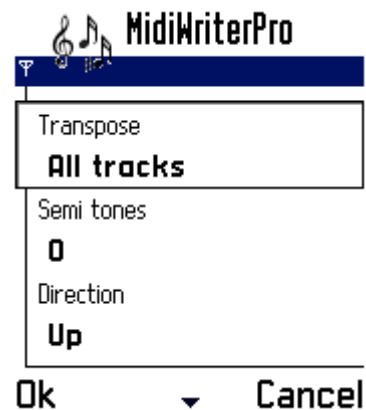 MidiWriterPro
Transpose
All tracks
Semi tones
0
Direction
Up
Ok
Cancel